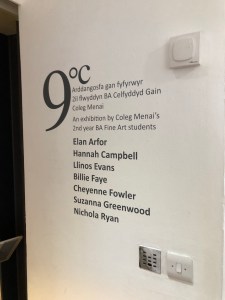 9°C
Arddangosfa gan fyfyrwyr
2il flwyddyn BA Celfyddyd Gain
Coleg Menai
An exhibition by Coleg Menai's
2nd year BA Fine Art students
Elan Arfor
Hannah Campbell
Llinos Evans
Billie Faye
Cheyenne Fowler
Suzanna Greenwood
Nichola Ryan